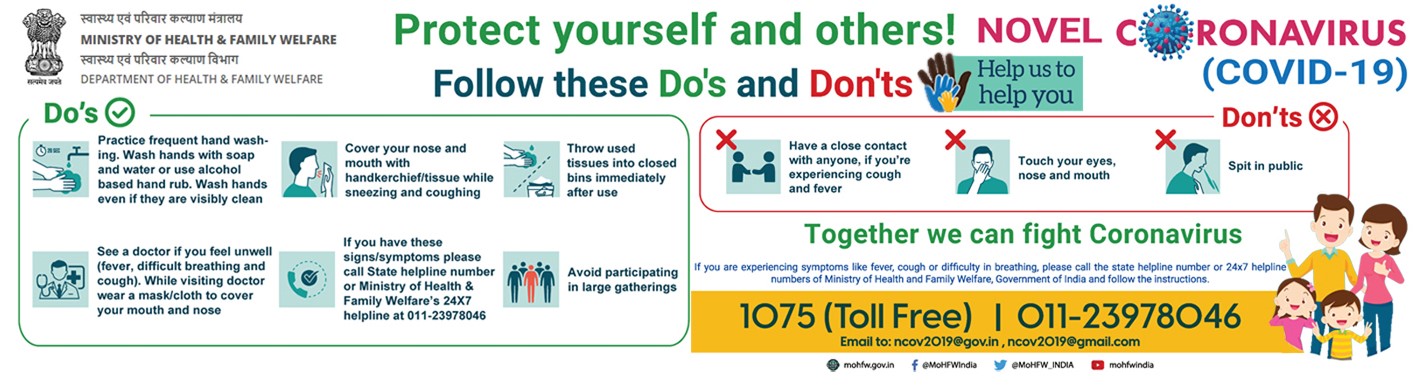 स्वास्थ्य एवं परिवार कल्याण मंत्रालय
MINISTRY OF HEALTH & FAMILY WELFARE
स्वास्थ्य एवं परिवार कल्याण विभाग
DEPARTMENT OF HEALTH & FAMILY WELFARE
सत्यमेव जयते
Protect yourself and others!
Follow these Do's and Don'ts
Help us to
help you
NOVEL CORONAVIRUS
(COVID-19)
Do's
20 SEC
Practice frequent hand wash-
ing. Wash hands with soap
and water or use alcohol
based hand rub. Wash hands
even if they are visibly clean
Cover your nose and
mouth with
handkerchief/tissue while
sneezing and coughing
Throw used
tissues into closed
bins immediately
after use
See a doctor if you feel unwell
(fever, difficult breathing and
cough). While visiting doctor
wear a mask/cloth to cover
your mouth and nose
If you have these
signs/symptoms please
call State helpline number
or Ministry of Health &
Family Welfare's 24X7
helpline at 011-23978046
Avoid participating
in large gatherings
Don'ts
Have a close contact
with anyone, if you're
experiencing cough
and fever
Touch your eyes,
nose and mouth
Spit in public
Together we can fight Coronavirus
If you are experiencing symptoms like fever, cough or difficulty in breathing, please call the state helpline number or 24x7 helpline
numbers of Ministry of Health and Family Welfare, Government of India and follow the instructions.
1075 (Toll Free) | 011-23978046
Email to: ncov2019@gov.in , ncov2019@gmail.com
mohfw.gov.in @MoHFWIndia @MoHFW_INDIA mohfwindia